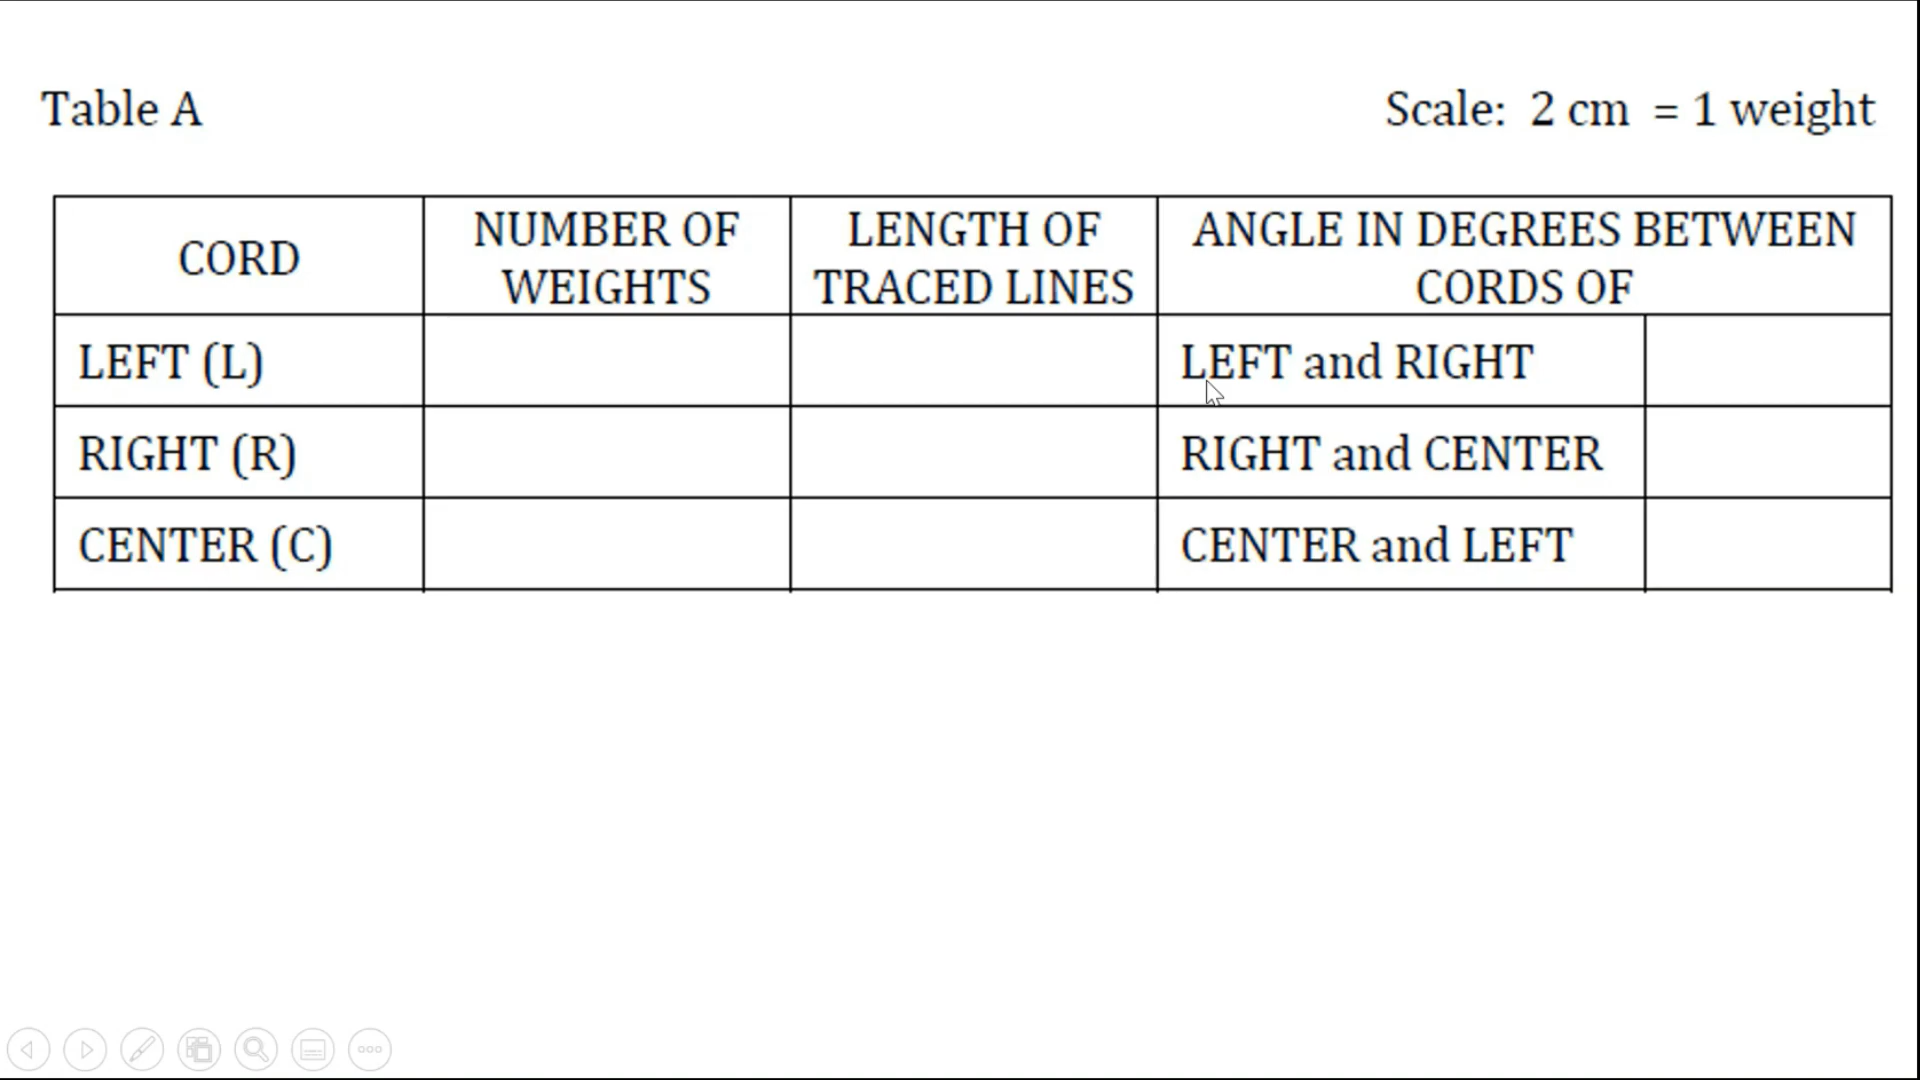 Table A
Scale: 2 cm = 1 weight
CORD
NUMBER OF
WEIGHTS
LENGTH OF
TRACED LINES
ANGLE IN DEGREES BETWEEN
CORDS OF
LEFT (L)
LEFT and RIGHT
RIGHT (R)
RIGHT and CENTER
CENTER (C)
CENTER and LEFT